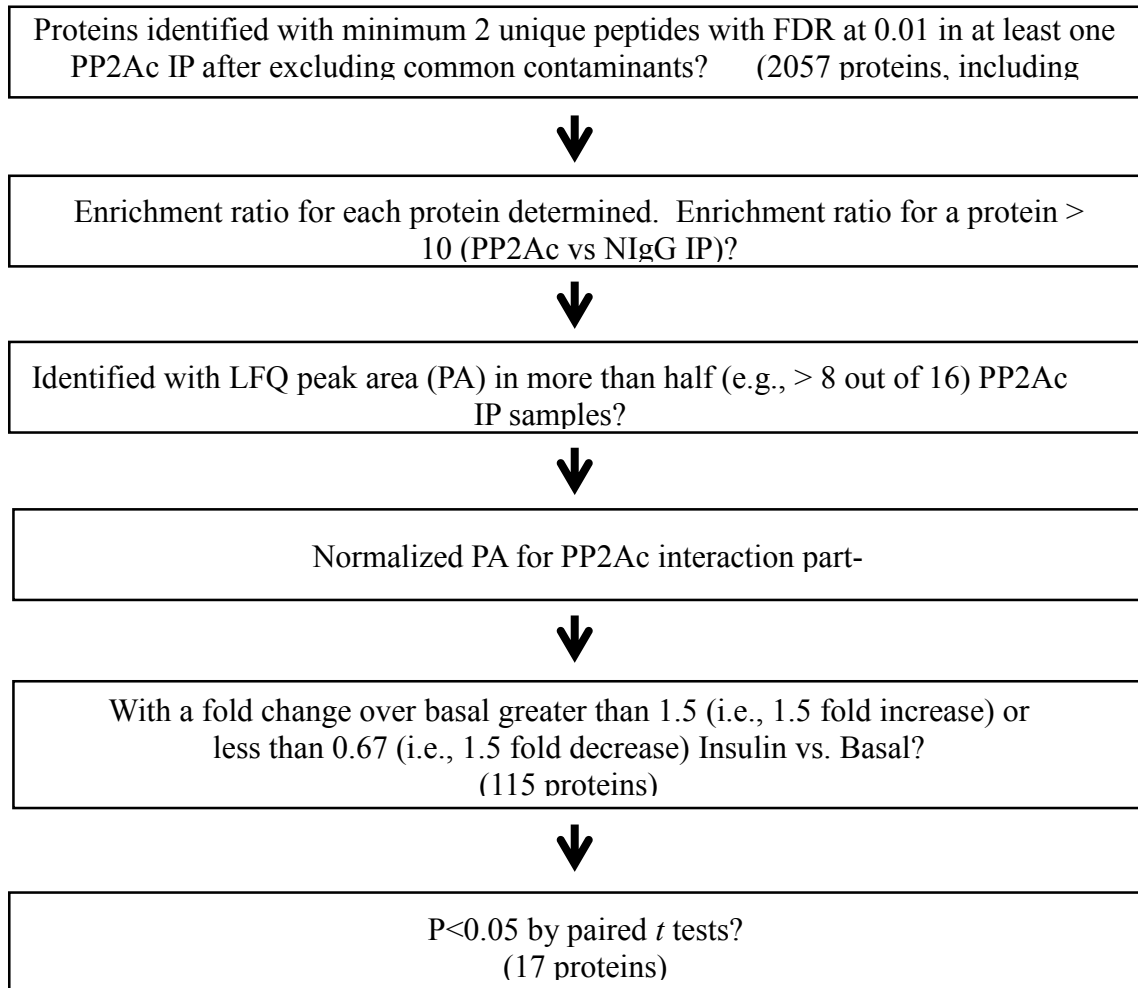 Proteins identified with minimum 2 unique peptides with FDR at 0.01 in at least one
PP2Ac IP after excluding common contaminants? (2057 proteins, including
Enrichment ratio for each protein determined. Enrichment ratio for a protein >
10 (PP2Ac vs NIgG IP)?
Identified with LFQ peak area (PA) in more than half (e.g., > 8 out of 16) PP2Ac
IP samples?
Normalized PA for PP2Ac interaction part-
With a fold change over basal greater than 1.5 (i.e., 1.5 fold increase) or
less than 0.67 (i.e., 1.5 fold decrease) Insulin vs. Basal?
(115 proteins)
P<0.05 by paired t tests?
(17 proteins)